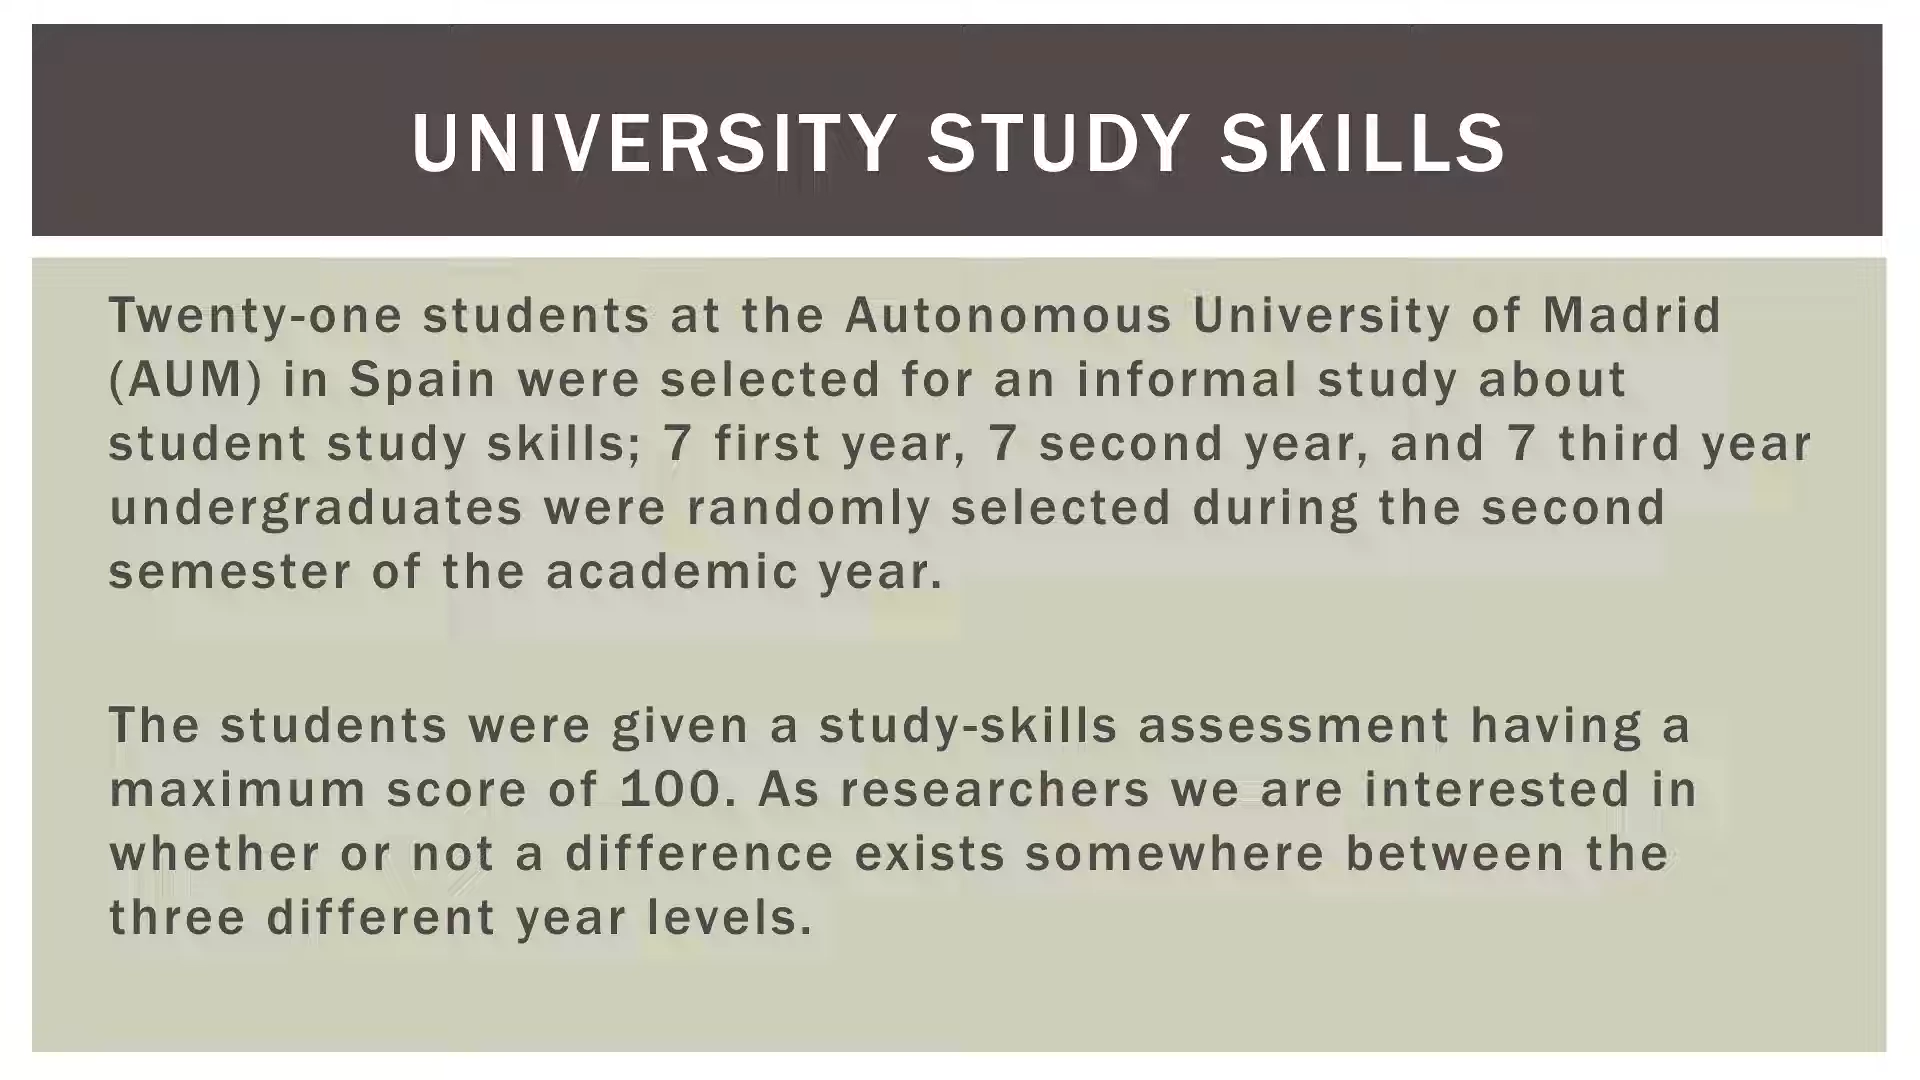 UNIVERSITY STUDY SKILLS
Twenty-one students at the Autonomous University of Madrid
(AUM) in Spain were selected for an informal study about
student study skills; 7 first year, 7 second year, and 7 third year
undergraduates were randomly selected during the second
semester of the academic year.
The students were given a study-skills assessment having a
maximum score of 100. As researchers we are interested in
whether or not a difference exists somewhere between the
three different year levels.